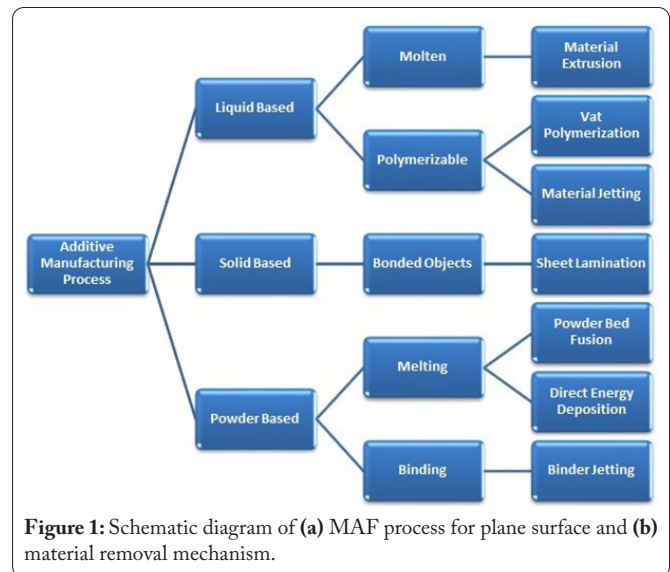 Molten
Material
Extrusion
Liquid Based
Vat
Polymerization
Polymerizable
Material Jetting
Additive
Manufacturing
Process
Solid Based
Bonded Objects
Sheet Lamination
Powder Bed
Fusion
Melting
Direct Energy
Deposition
Powder Based
Binding
Binder Jetting
Figure 1: Schematic diagram of (a) MAF process for plane surface and (b)
material removal mechanism.